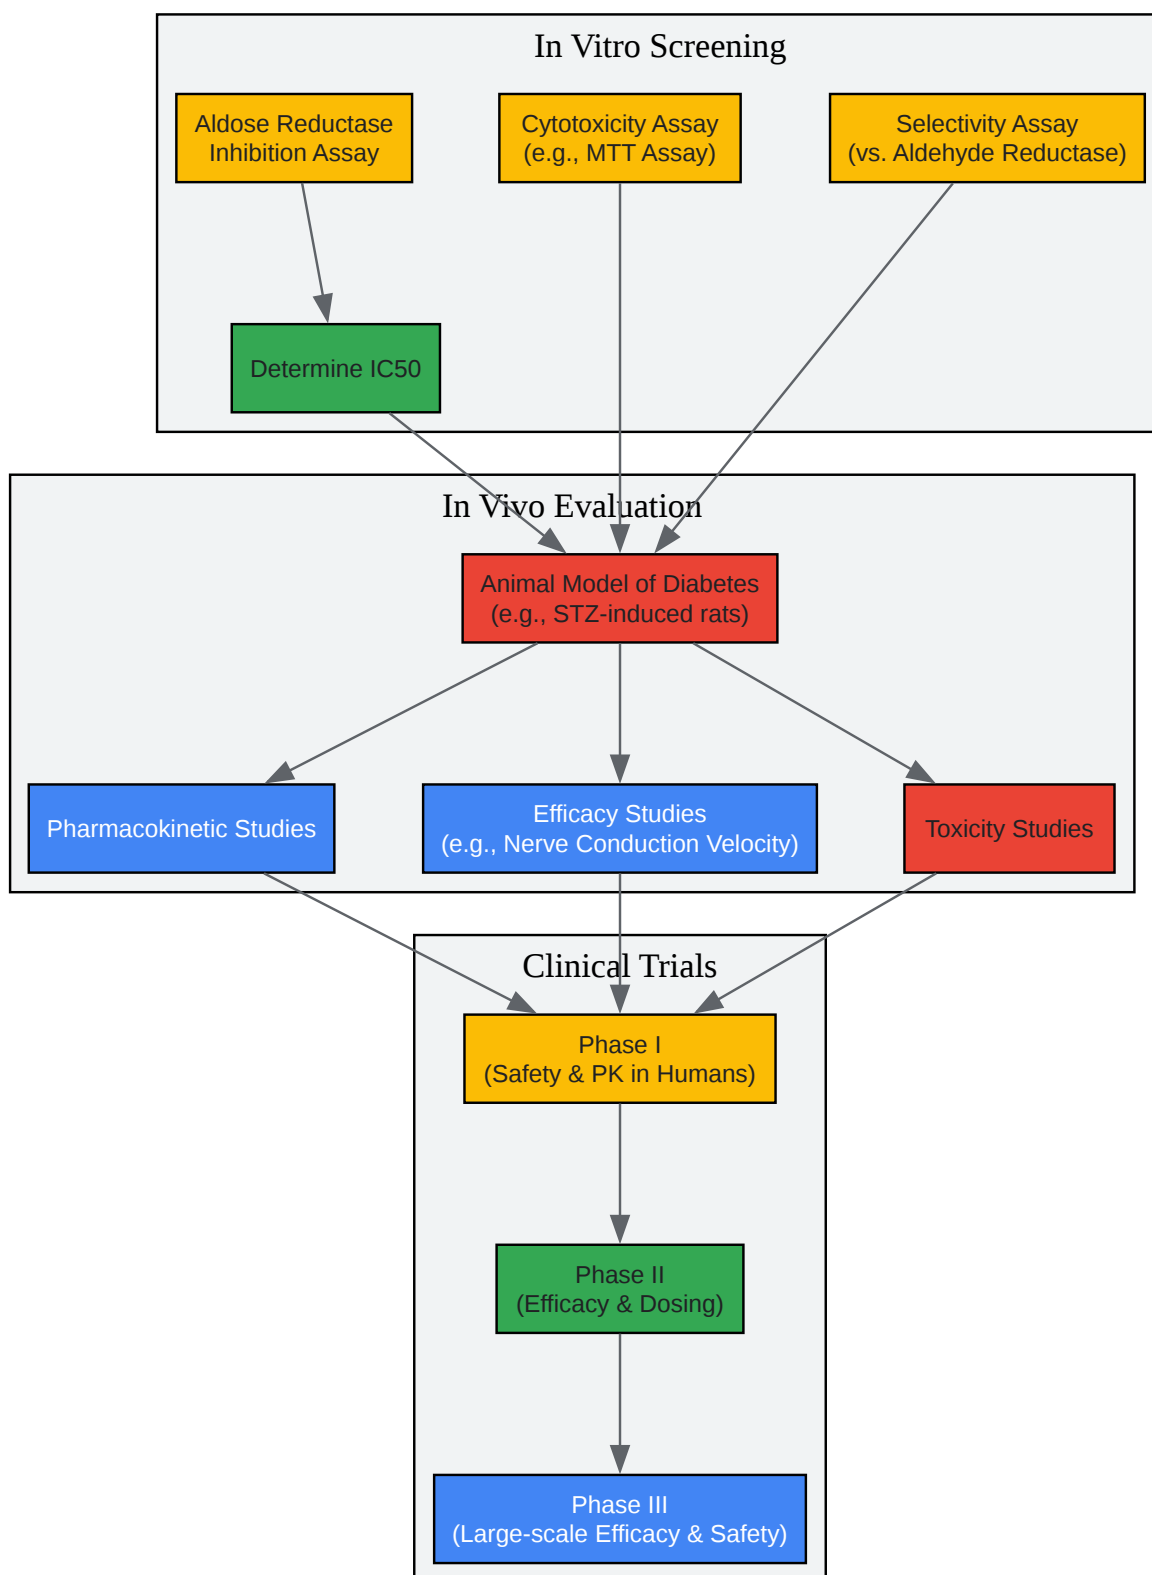 In Vitro Screening
Aldose Reductase
Inhibition Assay
Cytotoxicity Assay
(e.g., MTT Assay)
Selectivity Assay
(vs. Aldehyde Reductase)
Determine IC50
In Vivo Evaluation
Animal Model of Diabetes
(e.g., STZ-induced rats)
Pharmacokinetic Studies
Efficacy Studies
(e.g., Nerve Conduction Velocity)
Toxicity Studies
Clinical Trials
Phase I
(Safety & PK in Humans)
Phase II
(Efficacy & Dosing)
Phase III
(Large-scale Efficacy & Safety)